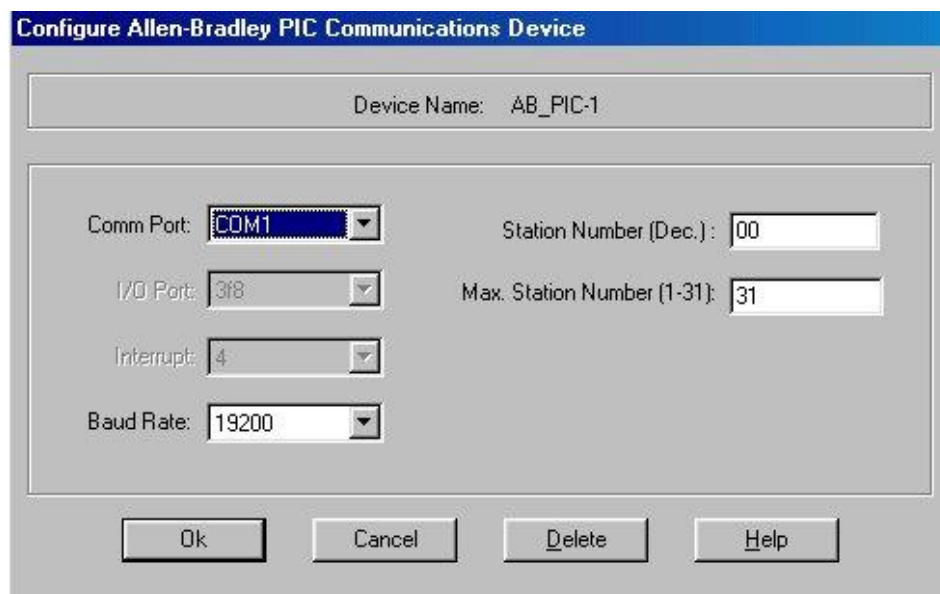 Configure Allen-Bradley PIC Communications Device
Device Name: AB_PIC-1
Comm Port: COM1
Station Number (Dec.) : 00
I/O Port: 3f8
Max. Station Number (1-31): 31
Interrupt: 4
Baud Rate: 19200
Ok Cancel Delete Help